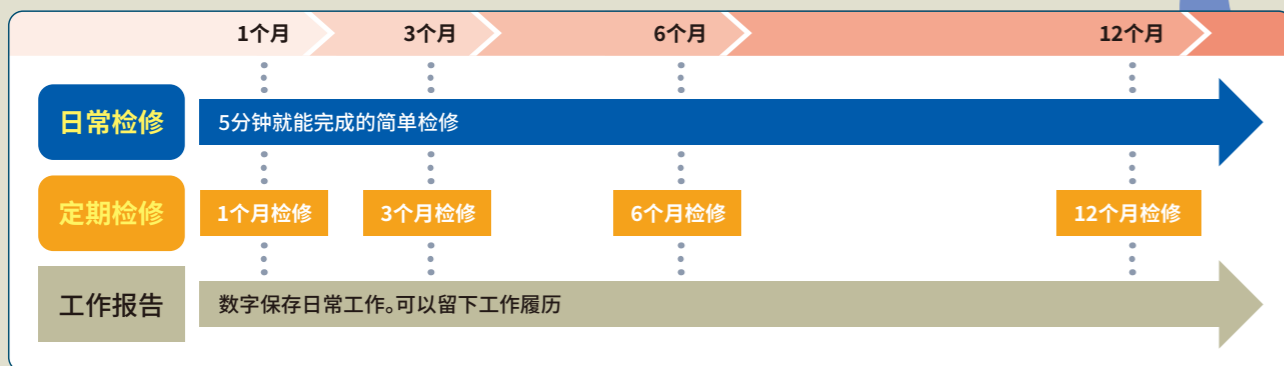 1个月 3个月 6个月 12个月
日常检修 5分钟就能完成的简单检修
定期检修 1个月检修 3个月检修 6个月检修 12个月检修
工作报告 数字保存日常工作。可以留下工作履历